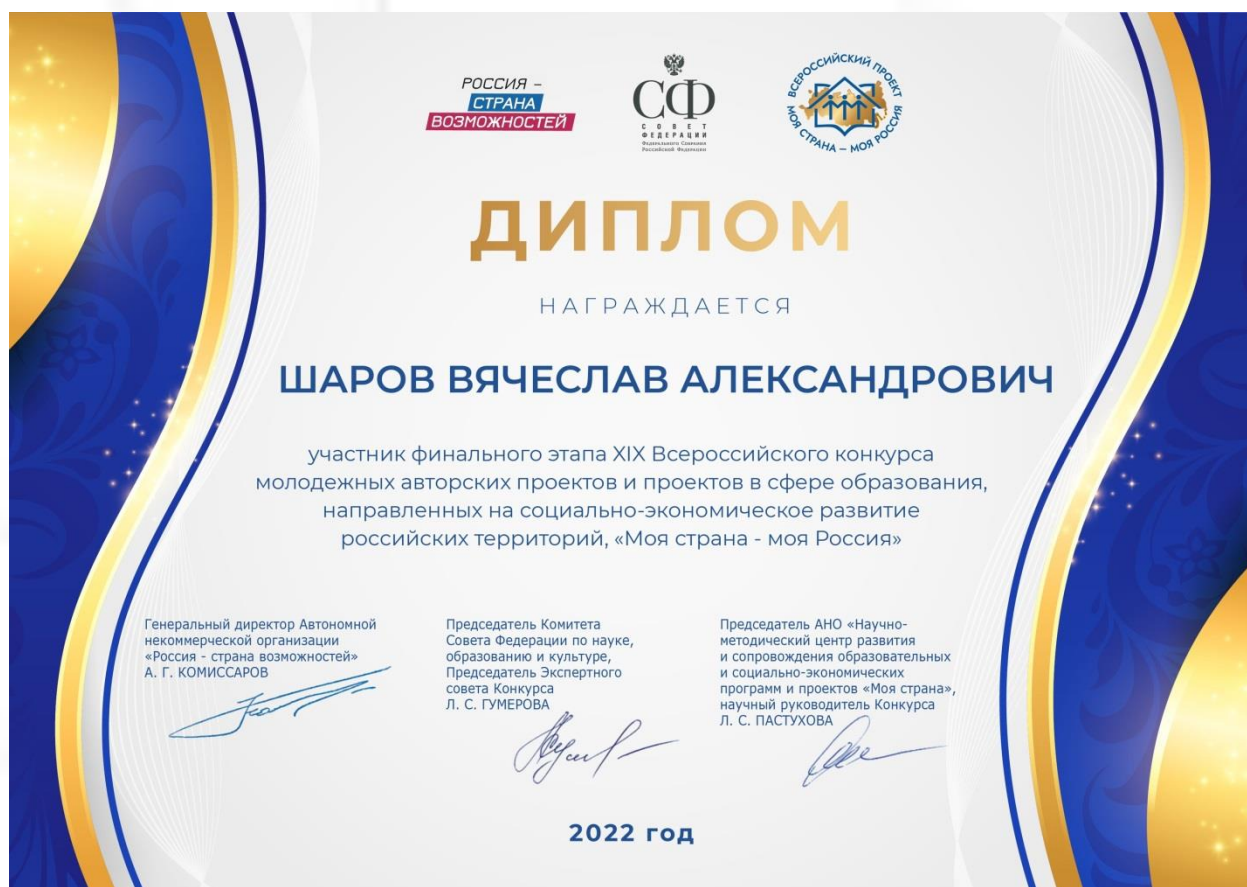 РОССИЯ –
СТРАНА
ВОЗМОЖНОСТЕЙ
СФ
СОВЕТ
ФЕДЕРАЦИИ
Федерального Собрания
Российской Федерации
ВСЕРОССИЙСКИЙ ПРОЕКТ
МОЯ СТРАНА – МОЯ РОССИЯ
ДИПЛОМ
НАГРАЖДАЕТСЯ
ШАРОВ ВЯЧЕСЛАВ АЛЕКСАНДРОВИЧ
участник финального этапа XIX Всероссийского конкурса
молодежных авторских проектов и проектов в сфере образования,
направленных на социально-экономическое развитие
российских территорий, «Моя страна - моя Россия»
Генеральный директор Автономной
некоммерческой организации
«Россия - страна возможностей»
А. Г. КОМИССАРОВ
Председатель Комитета
Совета Федерации по науке,
образованию и культуре,
Председатель Экспертного
совета Конкурса
Л. С. ГУМЕРОВА
Председатель АНО «Научно-
методический центр развития
и сопровождения образовательных
и социально-экономических
программ и проектов «Моя страна»,
научный руководитель Конкурса
Л. С. ПАСТУХОВА
2022 год